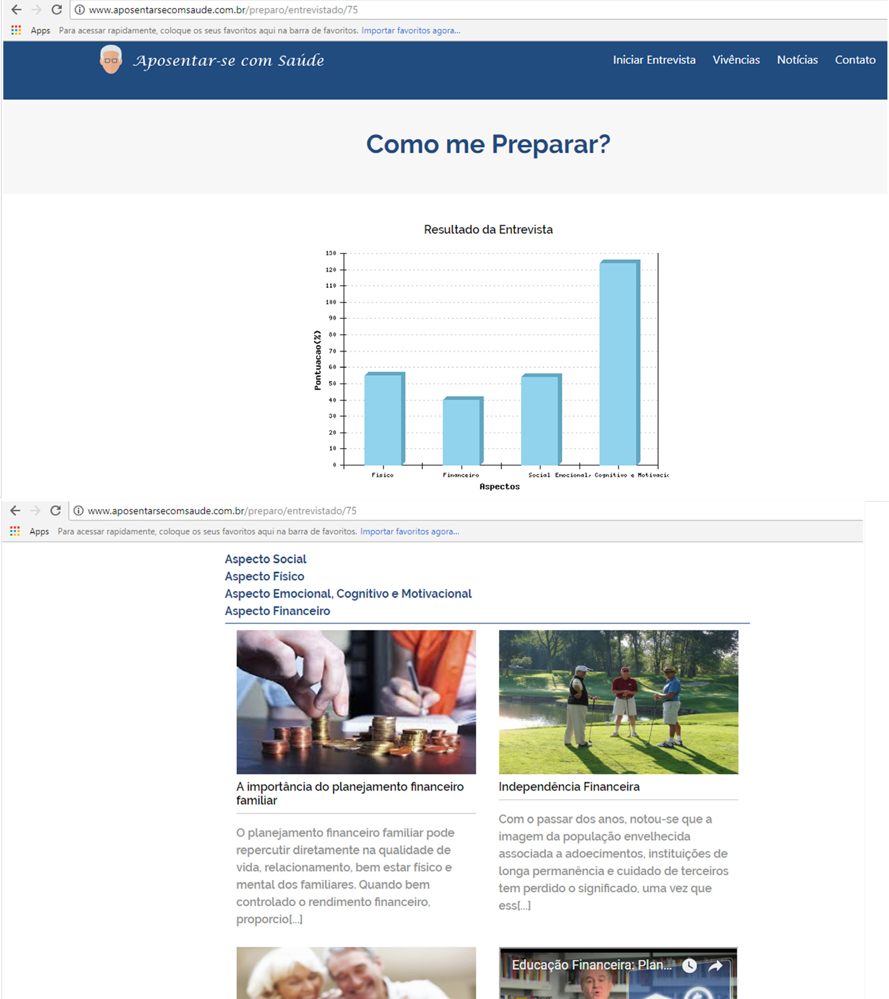 www.aposentarsecomsaude.com.br/preparo/entrevistado/75
Apps Para acessar rapidamente, coloque os seus favoritos aqui na barra de favoritos. Importar favoritos agora...
Aposentar-se com Saúde
Iniciar Entrevista Vivências Notícias Contato
Como me Preparar?
Resultado da Entrevista
130
120
110
100
90
80
70
60
50
40
30
20
10
0
Pontuacao(%)
Fisico Financeiro Social Emocional, Cognitivo e Motivacic
Aspectos
www.aposentarsecomsaude.com.br/preparo/entrevistado/75
Apps Para acessar rapidamente, coloque os seus favoritos aqui na barra de favoritos. Importar favoritos agora...
Aspecto Social
Aspecto Físico
Aspecto Emocional, Cognitivo e Motivacional
Aspecto Financeiro
A importância do planejamento financeiro
familiar
O planejamento financeiro familiar pode
repercutir diretamente na qualidade de
vida, relacionamento, bem estar físico e
mental dos familiares. Quando bem
controlado o rendimento financeiro,
proporcio[...]
Independência Financeira
Com o passar dos anos, notou-se que a
imagem da população envelhecida
associada a adoecimentos, instituições de
longa permanência e cuidado de terceiros
tem perdido o significado, uma vez que
ess[...]
Educação Financeira: Plan...